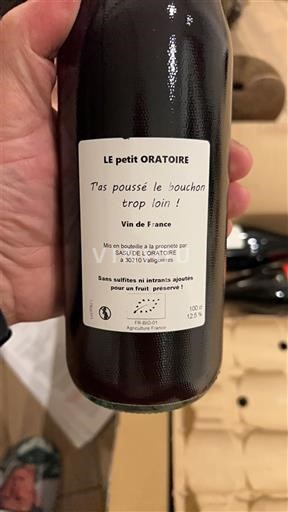 LE petit ORATOIRE
T'as poussé le bouchon
trop loin !
Vin de France
Mis en bouteille a la propriété par
SASU DE L'ORATOIRE
à 30210 Valliguières
Sans sulfites ni intrants ajoutés
pour un fruit préservé !
FR-BIO-01
Agriculture France
100 cl
12.5 %